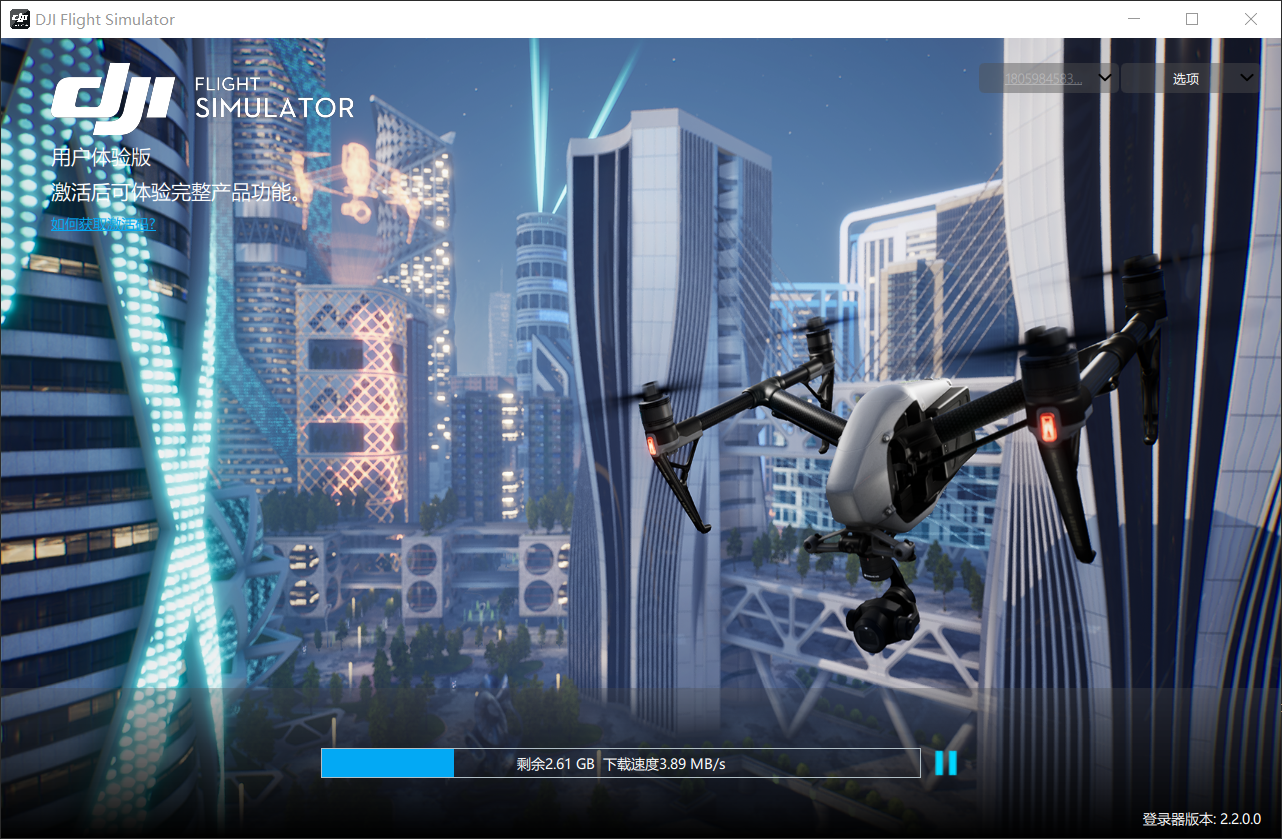 DJI Flight Simulator
dji FLIGHT
SIMULATOR
1805984583... 选项
用户体验版
激活后可体验完整产品功能。
如何获取激活码?
剩余2.61 GB 下载速度3.89 MB/s
登录器版本: 2.2.0.0